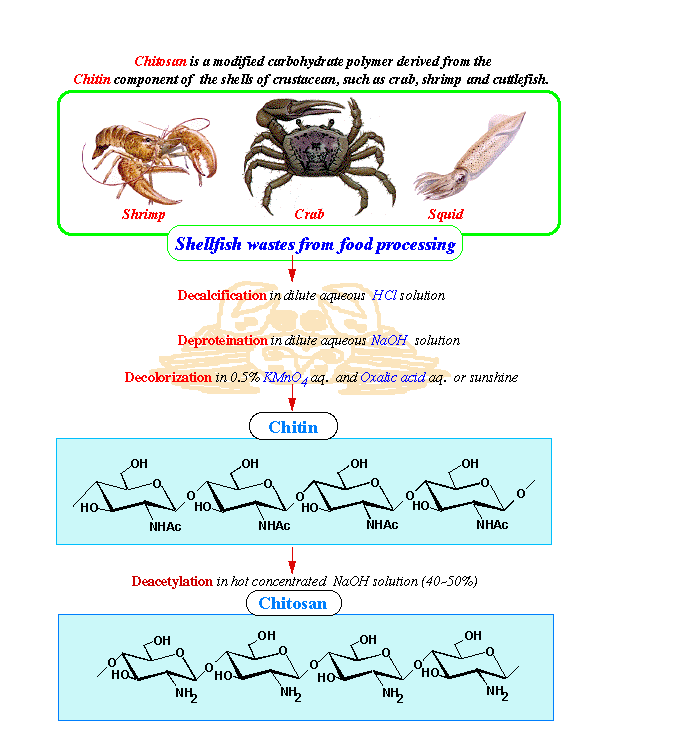 Chitosan is a modified carbohydrate polymer derived from the
Chitin component of the shells of crustacean, such as crab, shrimp and cuttlefish.
Shrimp
Crab
Squid
Shellfish wastes from food processing
Decalcification in dilute aqueous HCl solution
Deproteination in dilute aqueous NaOH solution
Decolorization in 0.5% KMnO4 aq. and Oxalic acid aq. or sunshine
Chitin
OH OH OH OH
O O O O O O O O
HO HO HO HO
NHAc NHAc NHAc NHAc
Deacetylation in hot concentrated NaOH solution (40~50%)
Chitosan
OH OH OH OH
O O O O O O O O
HO HO HO HO
NH2 NH2 NH2 NH2